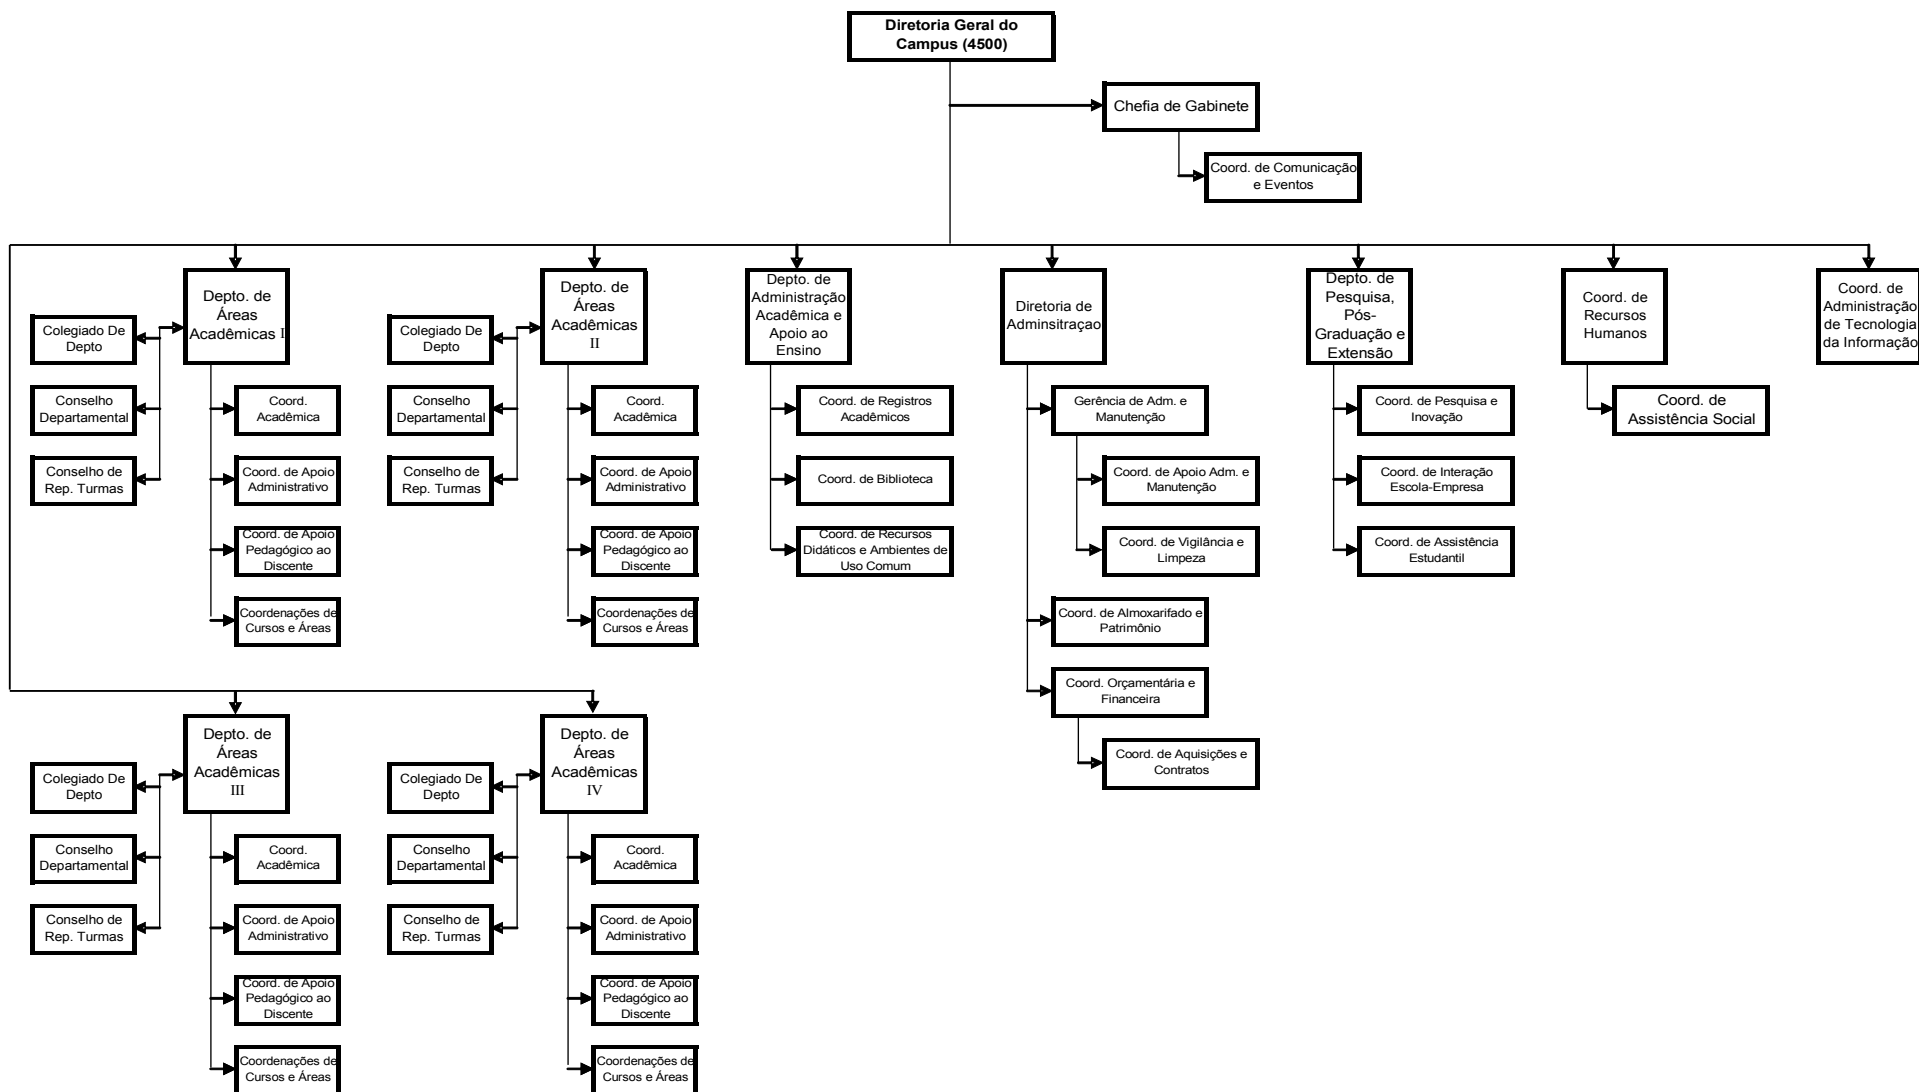 Diretoria Geral do
Campus (4500)
Chefia de Gabinete
Coord. de Comunicação
e Eventos
Depto. de
Áreas
Acadêmicas I
Colegiado De
Depto
Conselho
Departamental
Conselho de
Rep. Turmas
Coord.
Acadêmica
Coord. de Apoio
Administrativo
Coord. de Apoio
Pedagógico ao
Discente
Coordenações de
Cursos e Áreas
Depto. de
Áreas
Acadêmicas
II
Colegiado De
Depto
Conselho
Departamental
Conselho de
Rep. Turmas
Coord.
Acadêmica
Coord. de Apoio
Administrativo
Coord. de Apoio
Pedagógico ao
Discente
Coordenações de
Cursos e Áreas
Depto. de
Administração
Acadêmica e
Apoio ao
Ensino
Coord. de Registros
Acadêmicos
Coord. de Biblioteca
Coord. de Recursos
Didáticos e Ambientes de
Uso Comum
Diretoria de
Adminsitraçao
Gerência de Adm. e
Manutenção
Coord. de Apoio Adm. e
Manutenção
Coord. de Vigilância e
Limpeza
Coord. de Almoxarifado e
Patrimônio
Coord. Orçamentária e
Financeira
Coord. de Aquisições e
Contratos
Depto. de
Pesquisa,
Pós-
Graduação e
Extensão
Coord. de Pesquisa e
Inovação
Coord. de Interação
Escola-Empresa
Coord. de Assistência
Estudantil
Coord. de
Recursos
Humanos
Coord. de
Assistência Social
Coord. de
Administração
de Tecnologia
da Informação
Depto. de
Áreas
Acadêmicas
III
Colegiado De
Depto
Conselho
Departamental
Conselho de
Rep. Turmas
Coord.
Acadêmica
Coord. de Apoio
Administrativo
Coord. de Apoio
Pedagógico ao
Discente
Coordenações de
Cursos e Áreas
Depto. de
Áreas
Acadêmicas
IV
Colegiado De
Depto
Conselho
Departamental
Conselho de
Rep. Turmas
Coord.
Acadêmica
Coord. de Apoio
Administrativo
Coord. de Apoio
Pedagógico ao
Discente
Coordenações de
Cursos e Áreas